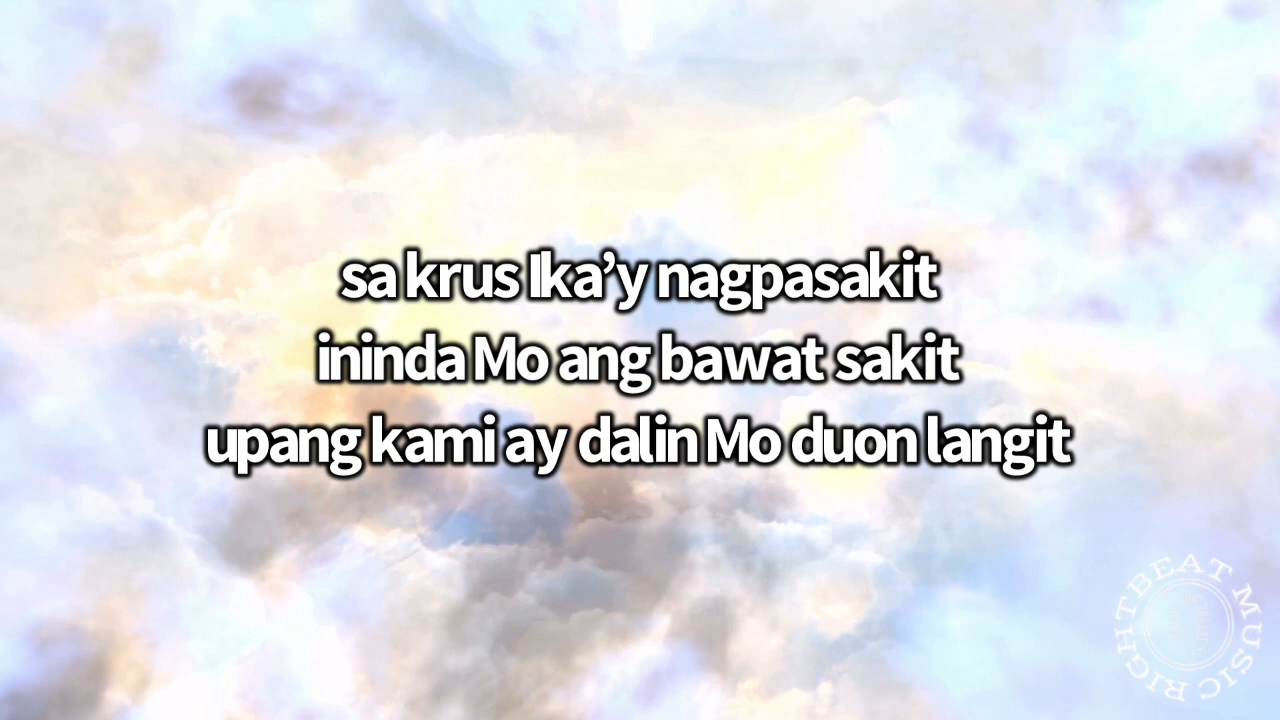 sa krus Ika’y nagpasakit
ininda Mo ang bawat sakit
upang kami ay dalin Mo duon langit
RIGHTBEAT MUSIC